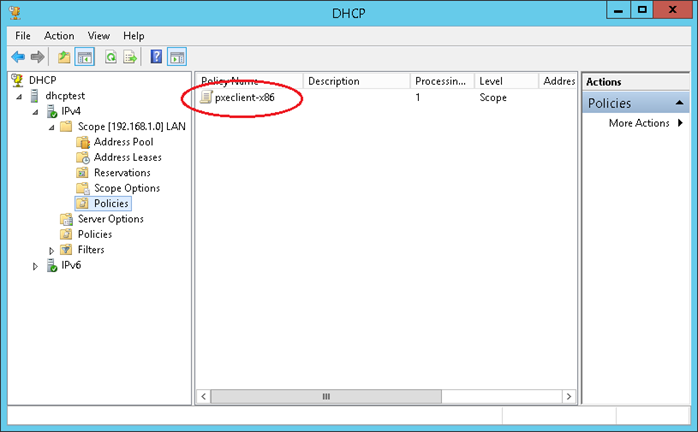 DHCP
File Action View Help
DHCP
dhcptest
IPv4
Scope [192.168.1.0] LAN
Address Pool
Address Leases
Reservations
Scope Options
Policies
Server Options
Policies
Filters
IPv6
Policy Name Description Processin... Level Addres
pxeclient-x86 1 Scope
Actions
Policies
More Actions